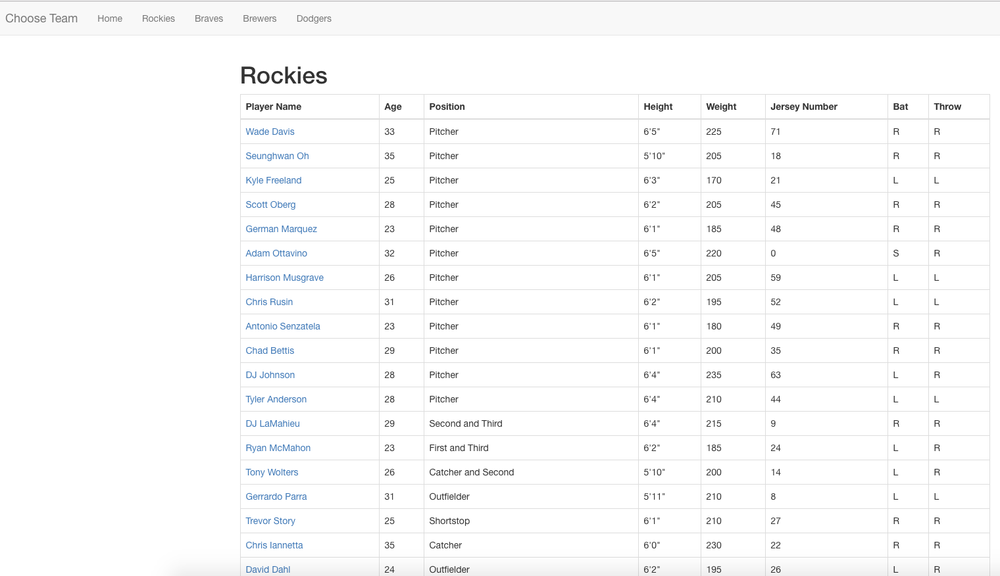 Choose Team Home Rockies Braves Brewers Dodgers
Rockies
Player Name Age Position Height Weight Jersey Number Bat Throw
Wade Davis 33 Pitcher 6'5" 225 71 R R
Seunghwan Oh 35 Pitcher 5'10" 205 18 R R
Kyle Freeland 25 Pitcher 6'3" 170 21 L L
Scott Oberg 28 Pitcher 6'2" 205 45 R R
German Marquez 23 Pitcher 6'1" 185 48 R R
Adam Ottavino 32 Pitcher 6'5" 220 0 S R
Harrison Musgrave 26 Pitcher 6'1" 205 59 L L
Chris Rusin 31 Pitcher 6'2" 195 52 L L
Antonio Senzatela 23 Pitcher 6'1" 180 49 R R
Chad Bettis 29 Pitcher 6'1" 200 35 R R
DJ Johnson 28 Pitcher 6'4" 235 63 L R
Tyler Anderson 28 Pitcher 6'4" 210 44 L L
DJ LaMahieu 29 Second and Third 6'4" 215 9 R R
Ryan McMahon 23 First and Third 6'2" 185 24 L R
Tony Wolters 26 Catcher and Second 5'10" 200 14 L R
Gerrardo Parra 31 Outfielder 5'11" 210 8 L L
Trevor Story 25 Shortstop 6'1" 210 27 R R
Chris Iannetta 35 Catcher 6'0" 230 22 R R
David Dahl 24 Outfielder 6'2" 195 26 L R